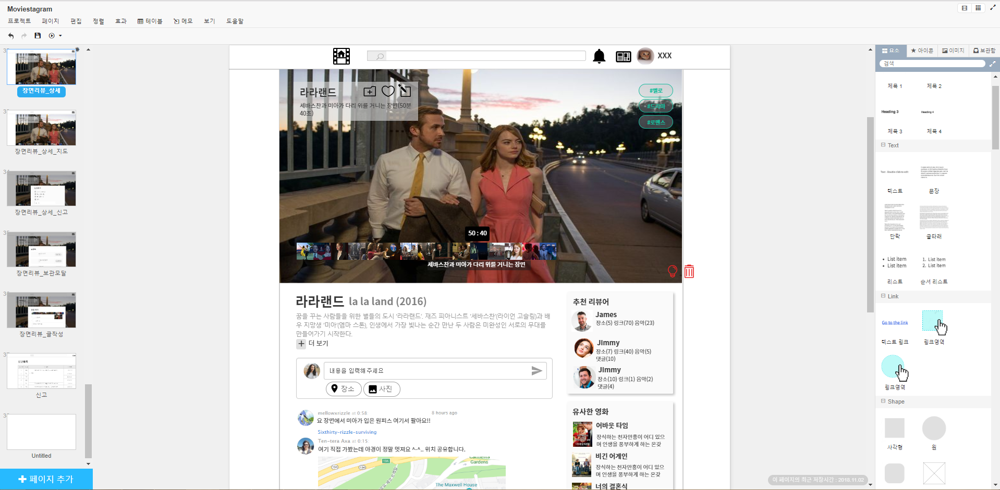 Moviestagram
프로젝트 페이지 편집 정렬 효과 테이블 메모 보기 도움말
장면리뷰_상세
장면리뷰_상세_지도
장면리뷰_상세_신고
장면리뷰_보관모달
장면리뷰_글작성
신고
Untitled
페이지 추가
XXX
라라랜드
세바스찬과 미아가 다리 위를 거니는 장면(50분
40초)
#멜로
#드라마
#로맨스
50:40
세바스찬과 미아가 다리 위를 거니는 장면
라라랜드 la la land (2016)
꿈을 꾸는 사람들을 위한 별들의 도시 '라라랜드'. 재즈 피아니스트 '세바스찬'(라이언 고슬링)과 배
우 지망생 '미아'(엠마 스톤), 인생에서 가장 빛나는 순간 만난 두 사람은 미완성인 서로의 무대를
만들어가기 시작한다.
더 보기
내용을 입력해주세요
장소 사진
mellowxrizzle at 0:58: 8 hours ago
요 장면에서 미아가 입은 원피스 여기서 팔아요!!
Sixthirty-rizzle-surviving
Ten-tera Axa at 0:15:
여기 직접 가봤는데 야경이 정말 멋져요 ^-^.. 위치 공유합니다.
134
134
134
Gardens
The Maxwell House
추천 리뷰어
James
장소(5) 링크(70) 음악(23)
JImmy
장소(7) 링크(40) 음악(5)
댓글(10)
JImmy
장소(10) 링크(1) 음악(2)
댓글(4)
유사한 영화
어바웃 타임
장식하는 천자만홍이 어디 있으
며 인생을 풍부하게 하는 온갖
비긴 어게인
장식하는 천자만홍이 어디 있으
며 인생을 풍부하게 하는 온갖
너의 결혼식
이 페이지의 최근 저장시간 : 2018.11.02
요소 아이콘 이미지 보관함
검색
제목 1 제목 2
Heading 3 Heading 4
제목 3 제목 4
Text
Text - Double click to edit
텍스트 문장
단락 글타래
• List item 1. List item
• List item 2. List item
리스트 순서 리스트
Link
Go to the link
텍스트 링크 링크영역
링크영역
Shape
사각형 원